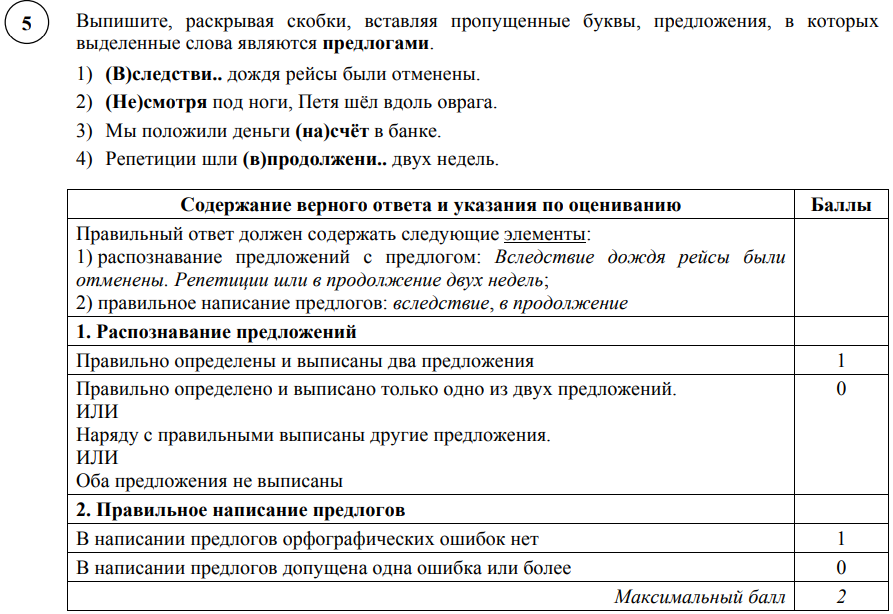 5
Выпишите, раскрывая скобки, вставляя пропущенные буквы, предложения, в которых
выделенные слова являются предлогами.
1) (В)следстви.. дождя рейсы были отменены.
2) (Не)смотря под ноги, Петя шёл вдоль оврага.
3) Мы положили деньги (на)счёт в банке.
4) Репетиции шли (в)продолжени.. двух недель.
Содержание верного ответа и указания по оцениванию
Баллы
Правильный ответ должен содержать следующие элементы:
1) распознавание предложений с предлогом: Вследствие дождя рейсы были
отменены. Репетиции шли в продолжение двух недель;
2) правильное написание предлогов: вследствие, в продолжение
1. Распознавание предложений
Правильно определены и выписаны два предложения
1
Правильно определено и выписано только одно из двух предложений.
0
ИЛИ
Наряду с правильными выписаны другие предложения.
ИЛИ
Оба предложения не выписаны
2. Правильное написание предлогов
В написании предлогов орфографических ошибок нет
1
В написании предлогов допущена одна ошибка или более
0
Максимальный балл
2